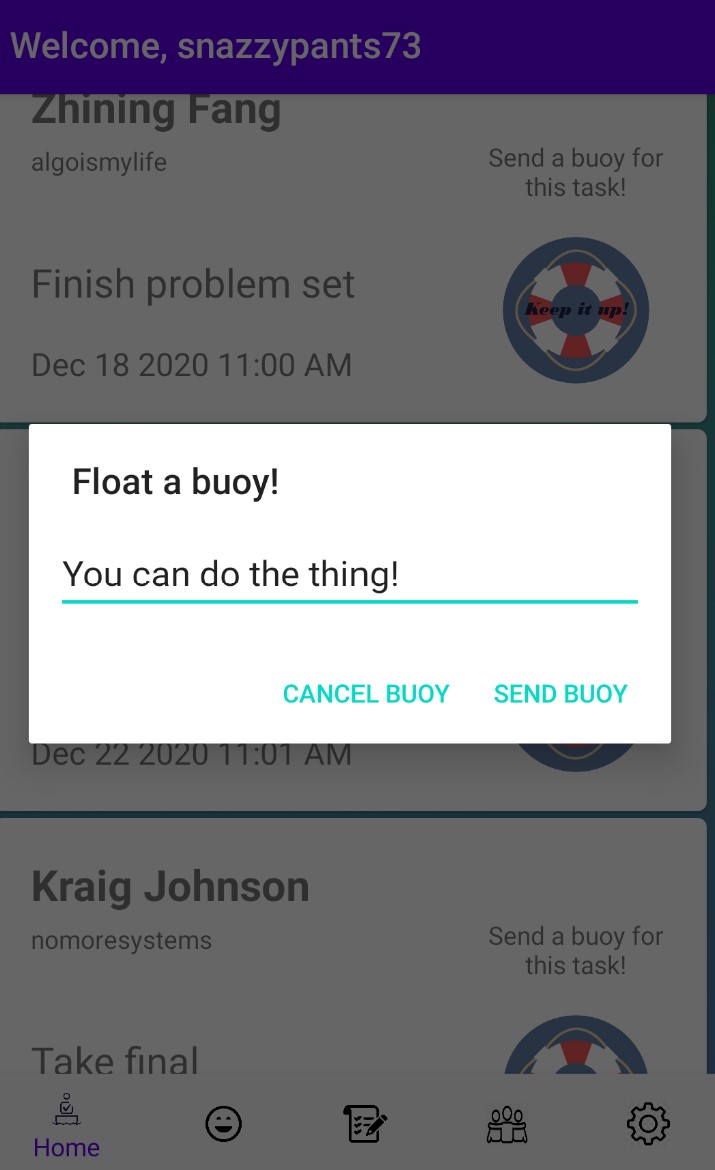 Welcome, snazzypants73
Zhining Fang
algoismylife
Send a buoy for
this task!
Finish problem set
Keep it up!
Dec 18 2020 11:00 AM
Float a buoy!
You can do the thing!
CANCEL BUOY SEND BUOY
Dec 22 2020 11:01 AM
Kraig Johnson
nomoresystems
Send a buoy for
this task!
Take final
Home